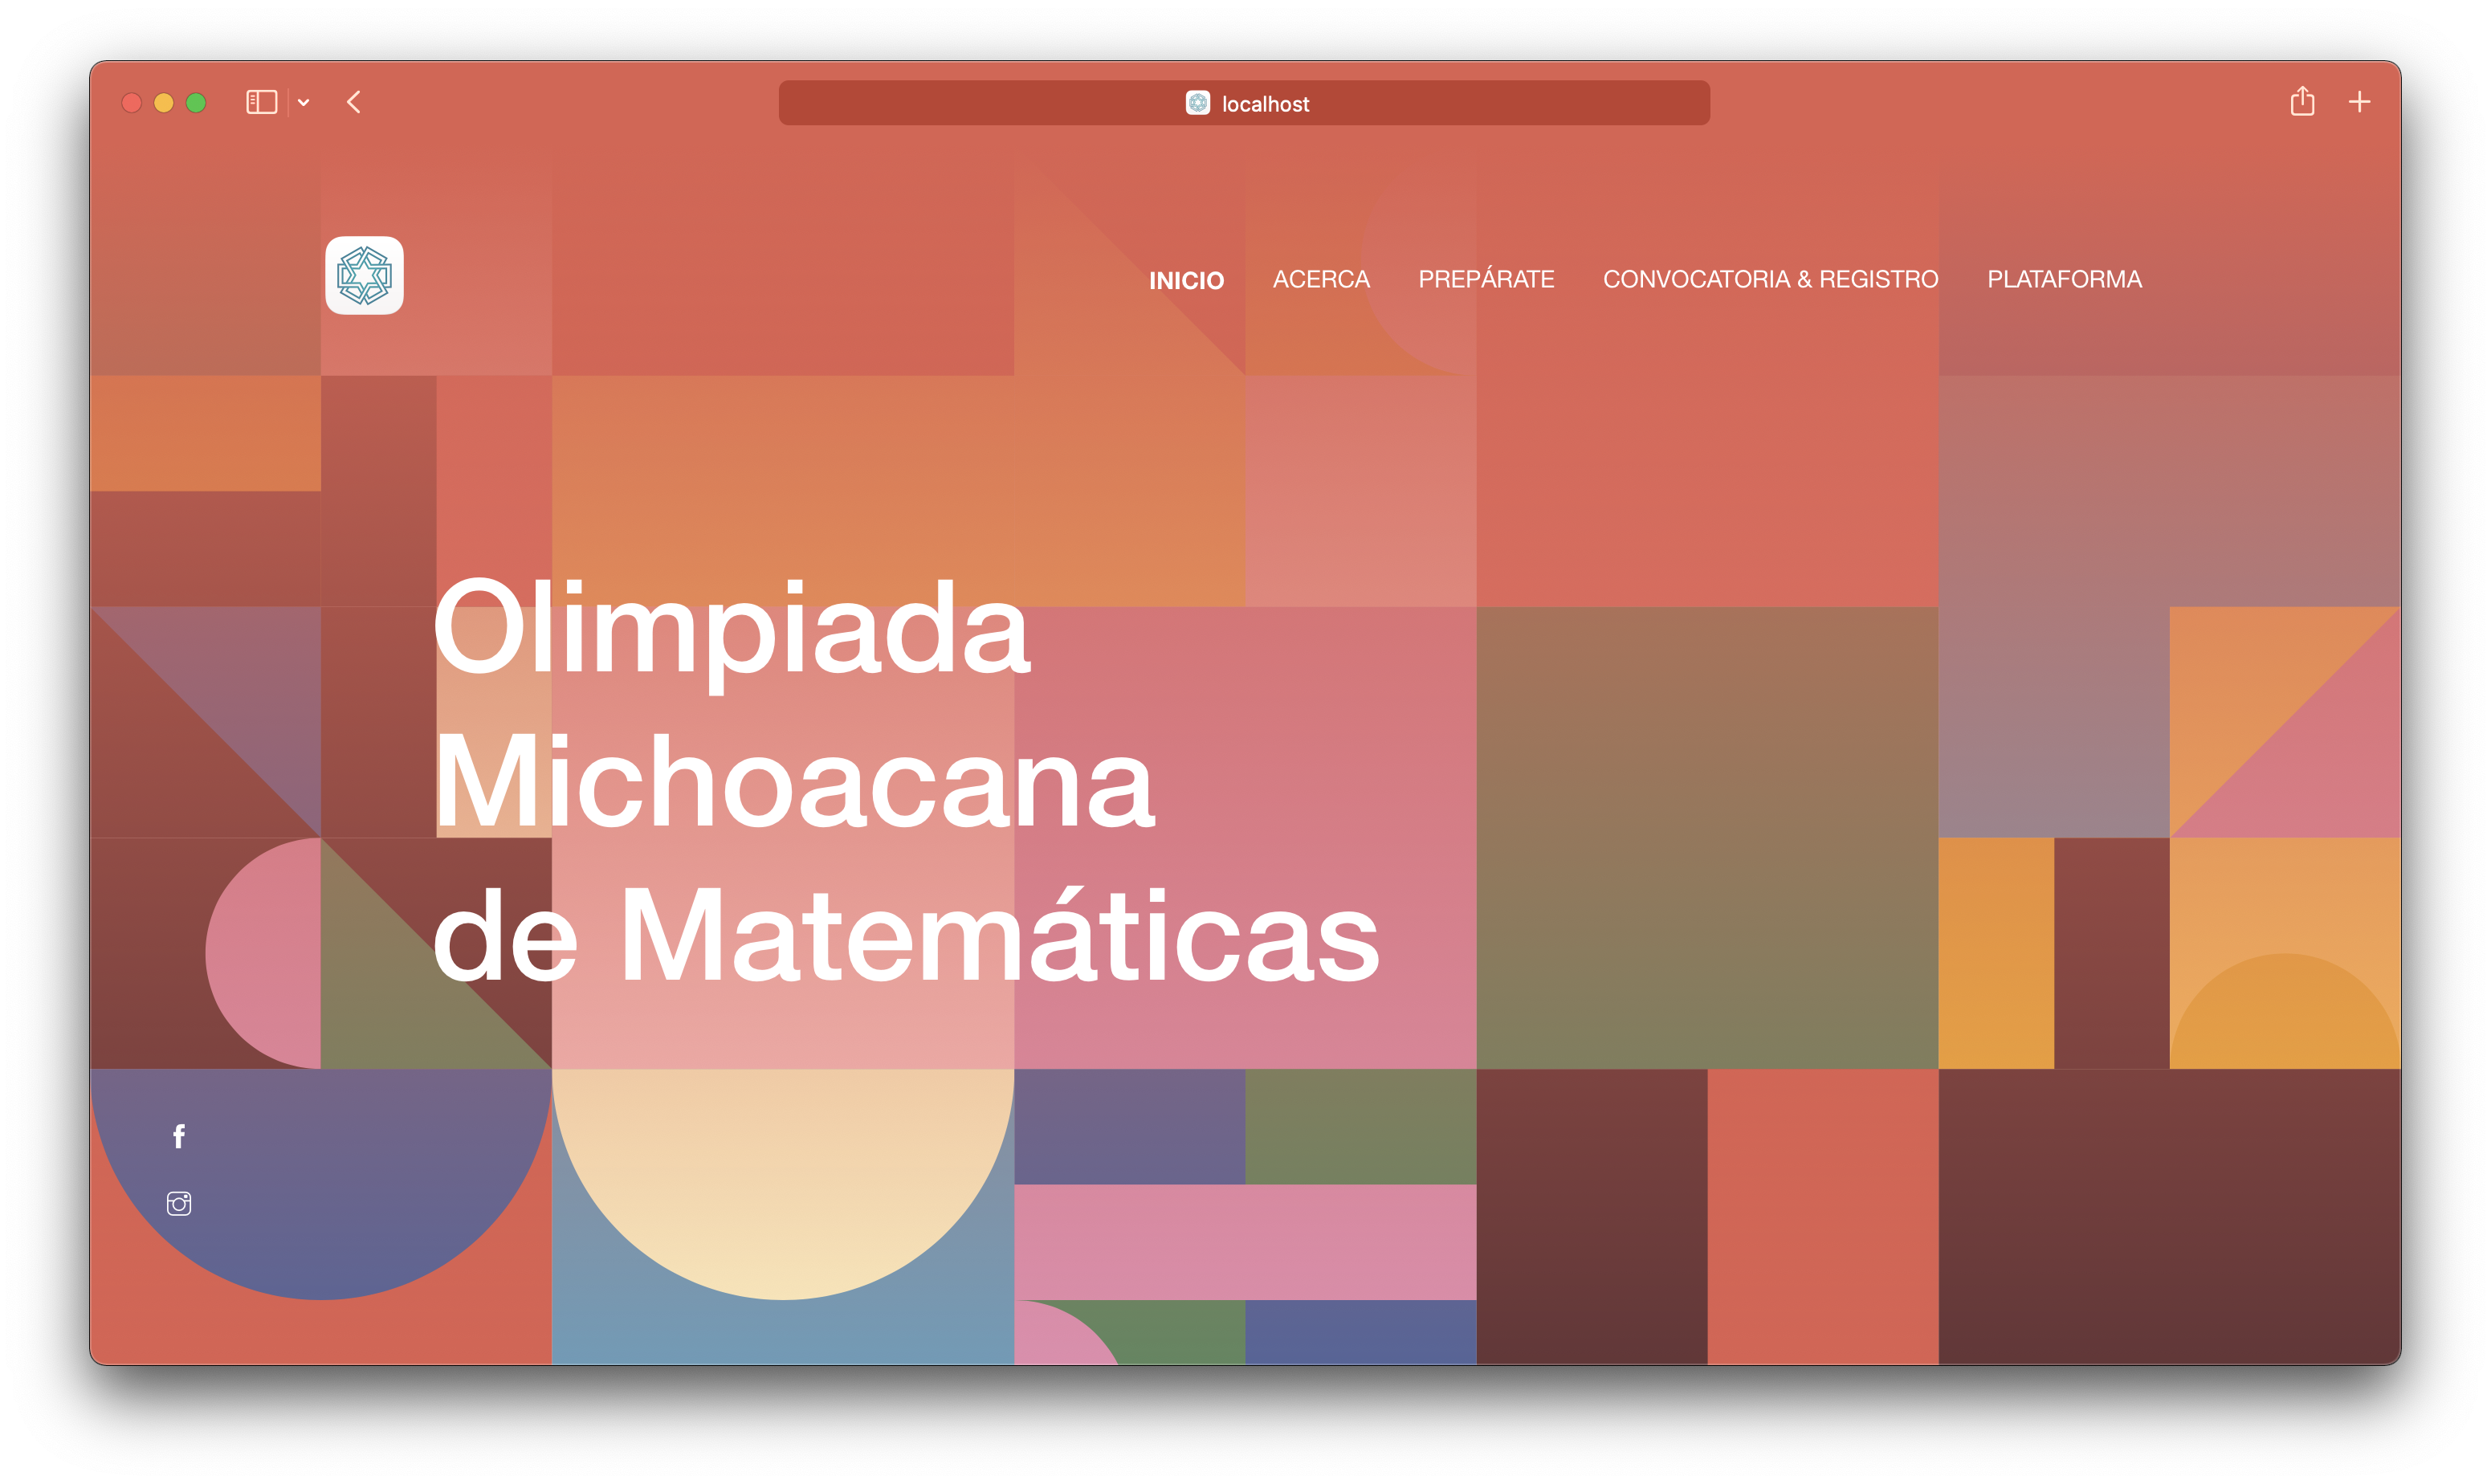 localhost
INICIO ACERCA PREPÁRATE CONVOCATORIA & REGISTRO PLATAFORMA
Olimpiada
Michoacana
de Matemáticas